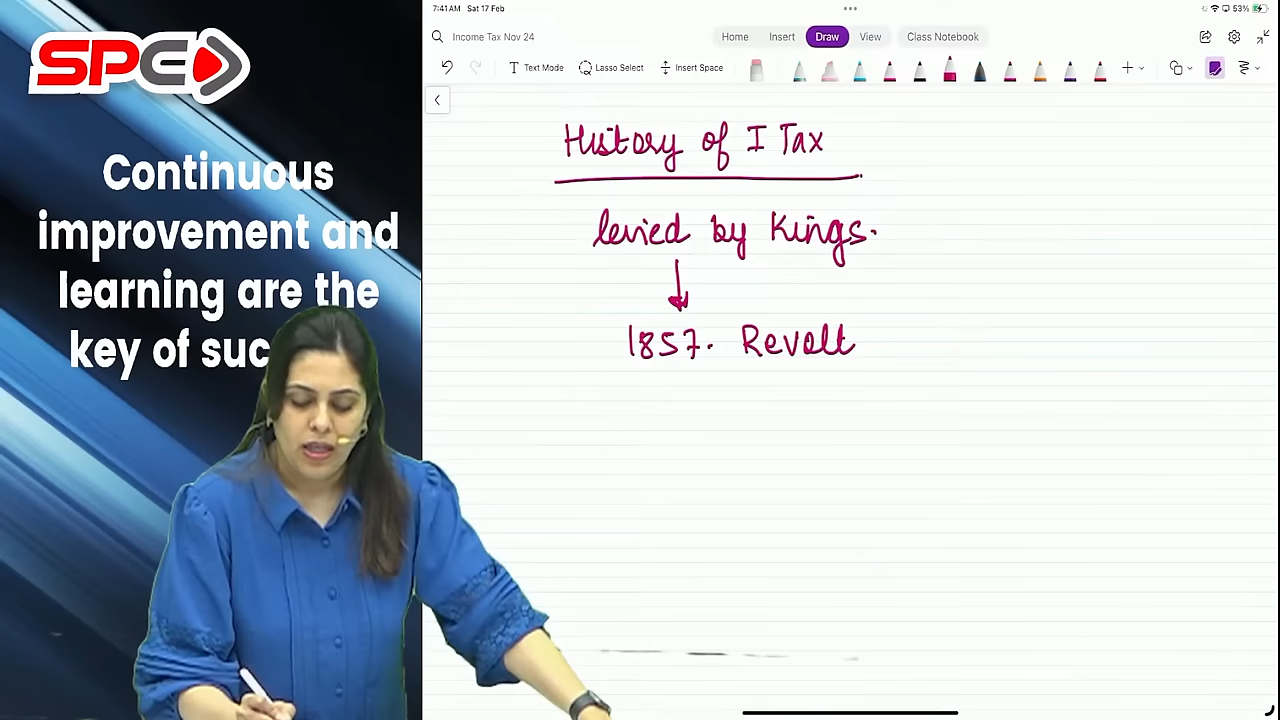 7:41 AM Sat 17 Feb
53%
Income Tax Nov 24
Home Insert Draw View Class Notebook
Text Mode Lasso Select Insert Space
SPC
Continuous
improvement and
learning are the
key of suc
History of I Tax
levied by Kings.
1857. Revolt